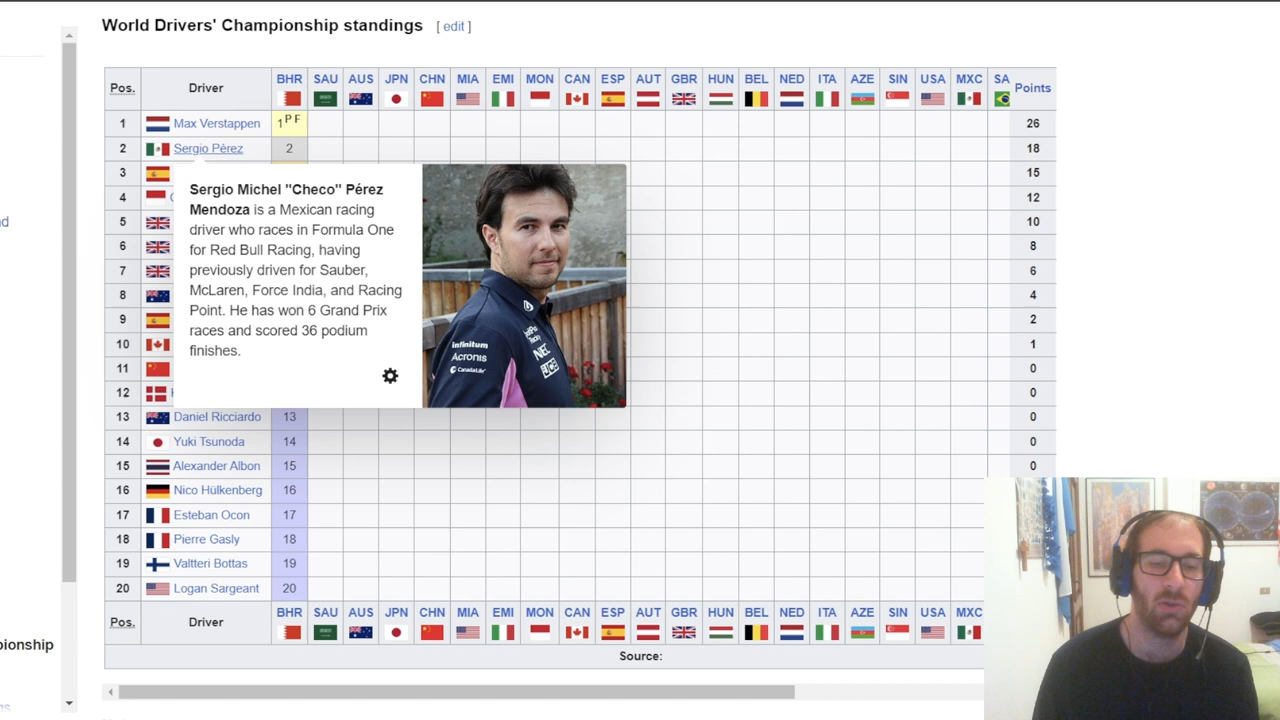 World Drivers' Championship standings [ edit ]
Pos. Driver BHR SAU AUS JPN CHN MIA EMI MON CAN ESP AUT GBR HUN BEL NED ITA AZE SIN USA MXC SA Points
1 Max Verstappen 1 P F 26
2 Sergio Pérez 2 18
3 15
4 12
5 10
6 8
7 6
8 4
9 2
10 1
11 0
12 0
Sergio Michel "Checo" Pérez
Mendoza is a Mexican racing
driver who races in Formula One
for Red Bull Racing, having
previously driven for Sauber,
McLaren, Force India, and Racing
Point. He has won 6 Grand Prix
races and scored 36 podium
finishes.
infinitum
Acronis
CanadaLife
NEC
13 Daniel Ricciardo 13 0
14 Yuki Tsunoda 14 0
15 Alexander Albon 15 0
16 Nico Hülkenberg 16
17 Esteban Ocon 17
18 Pierre Gasly 18
19 Valtteri Bottas 19
20 Logan Sargeant 20
Pos. Driver BHR SAU AUS JPN CHN MIA EMI MON CAN ESP AUT GBR HUN BEL NED ITA AZE SIN USA MXC
Source: